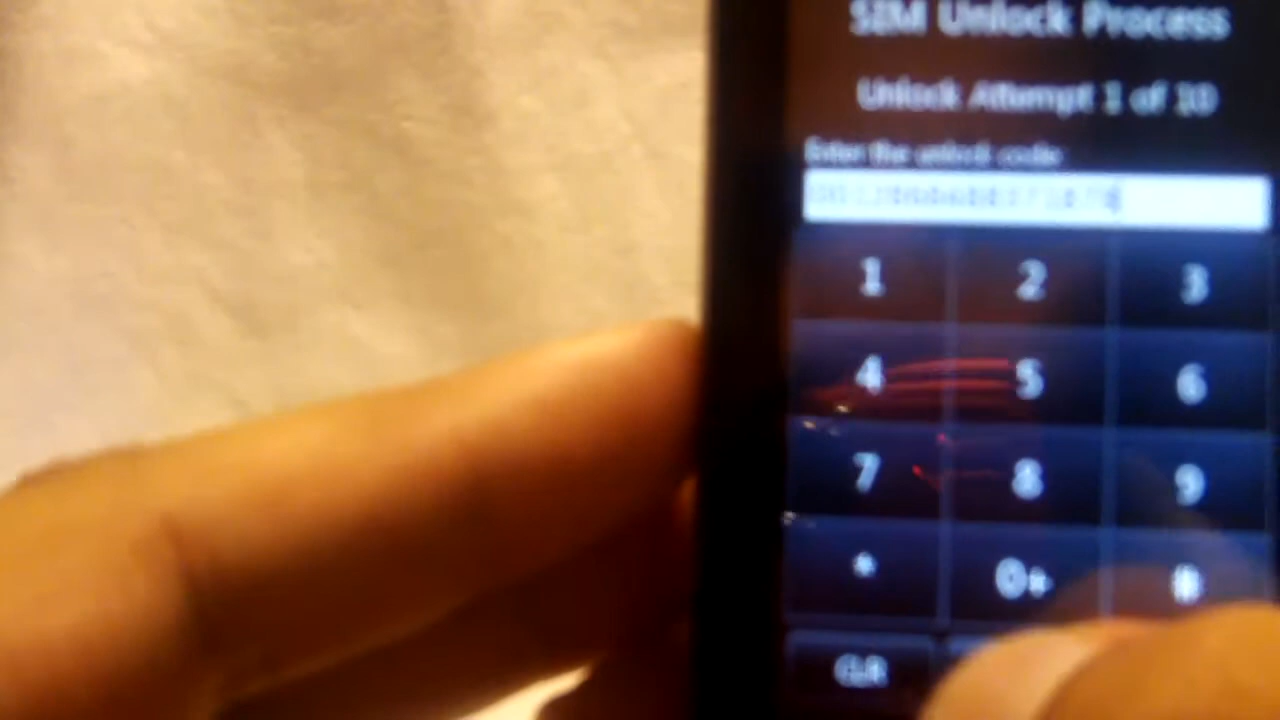 SIM Unlock Process
Unlock Attempt 1 of 10
Enter the unlock code:
1 2 3
4 5 6
7 8 9
* 0+ #
CLR